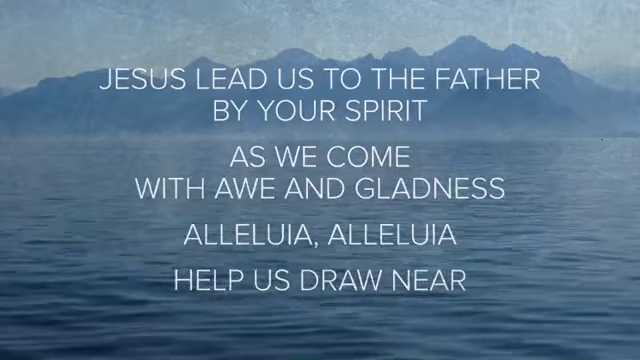 JESUS LEAD US TO THE FATHER
BY YOUR SPIRIT
AS WE COME
WITH AWE AND GLADNESS
ALLELUIA, ALLELUIA
HELP US DRAW NEAR